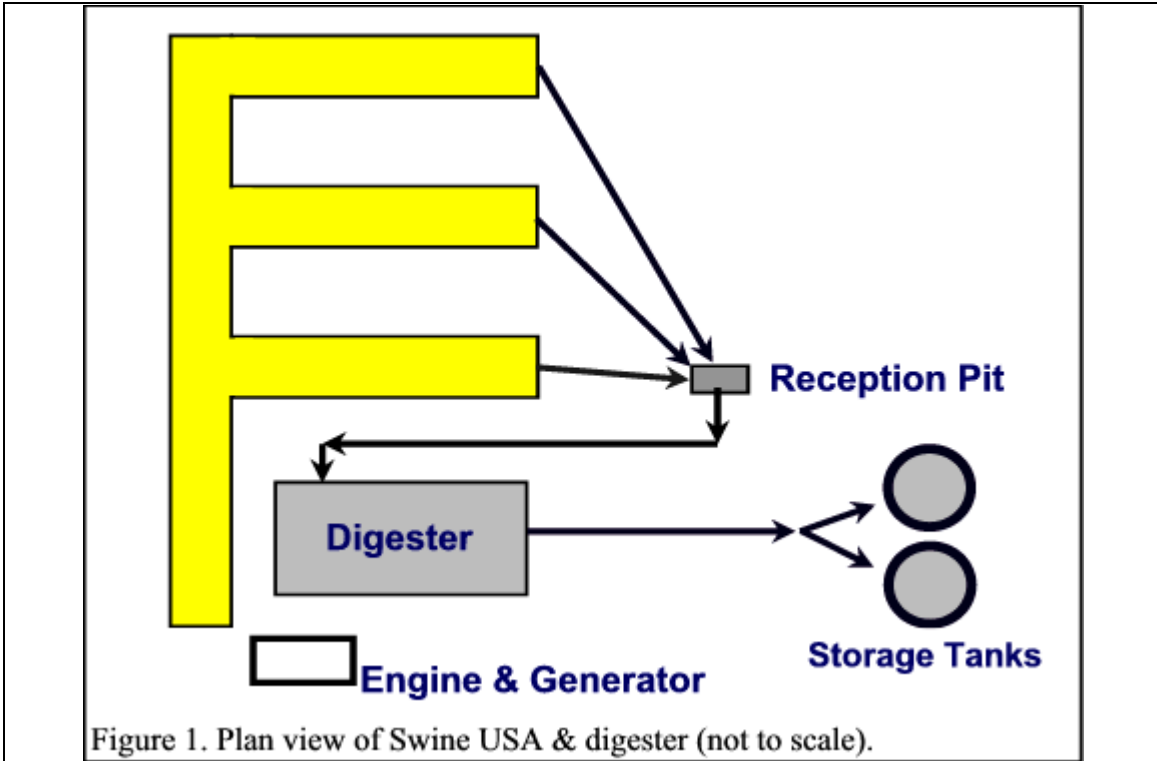 Reception Pit
Digester
Storage Tanks
Engine & Generator
Figure 1. Plan view of Swine USA & digester (not to scale).